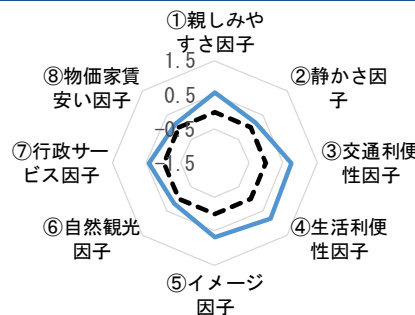 ①親しみや
すさ因子
1.5
0.5
-0.5
-1.5
②静かさ因
子
③交通利便
性因子
④生活利便
性因子
⑤イメージ
因子
⑥自然観光
因子
⑦行政サー
ビス因子
⑧物価家賃
安い因子